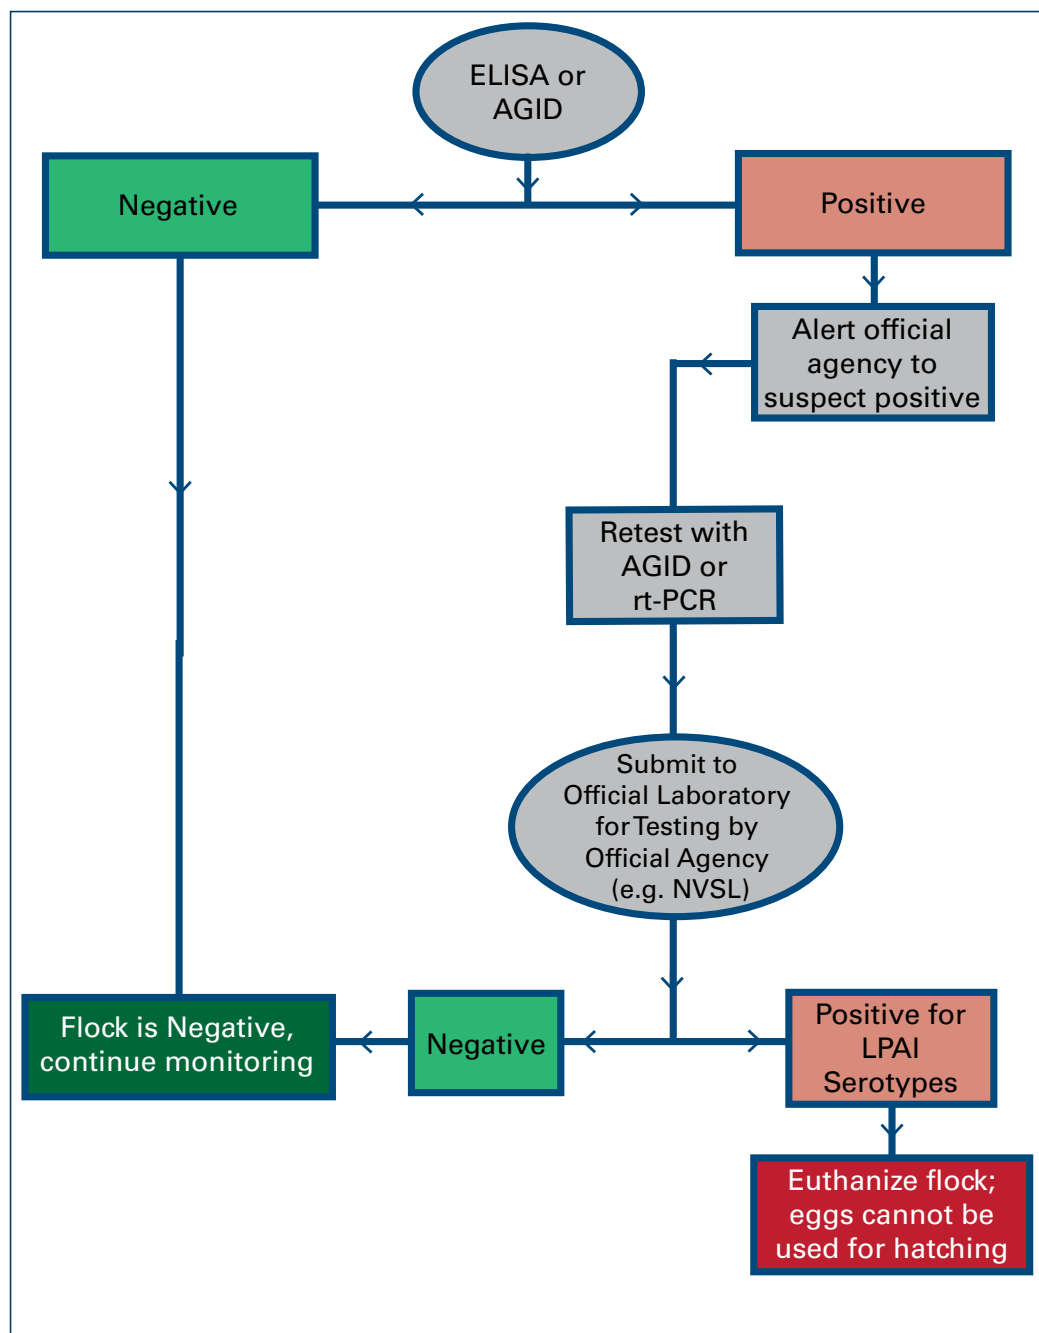 ELISA or
AGID
Negative
Positive
Alert official
agency to
suspect positive
Retest with
AGID or
rt-PCR
Submit to
Official Laboratory
for Testing by
Official Agency
(e.g. NVSL)
Flock is Negative,
continue monitoring
Negative
Positive for
LPAI
Serotypes
Euthanize flock;
eggs cannot be
used for hatching